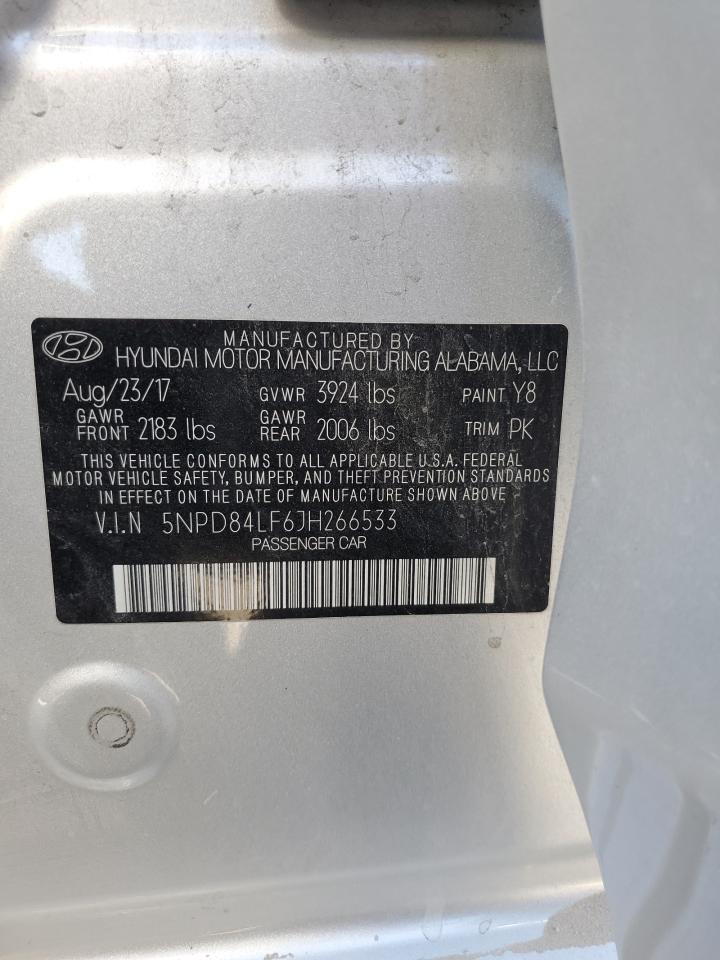 MANUFACTURED BY
HYUNDAI MOTOR MANUFACTURING ALABAMA, LLC
Aug/23/17 GVWR 3924 lbs PAINT Y8
GAWR FRONT 2183 lbs GAWR REAR 2006 lbs TRIM PK
THIS VEHICLE CONFORMS TO ALL APPLICABLE U.S.A. FEDERAL
MOTOR VEHICLE SAFETY, BUMPER, AND THEFT PREVENTION STANDARDS
IN EFFECT ON THE DATE OF MANUFACTURE SHOWN ABOVE
V.I.N 5NPD84LF6JH266533
PASSENGER CAR